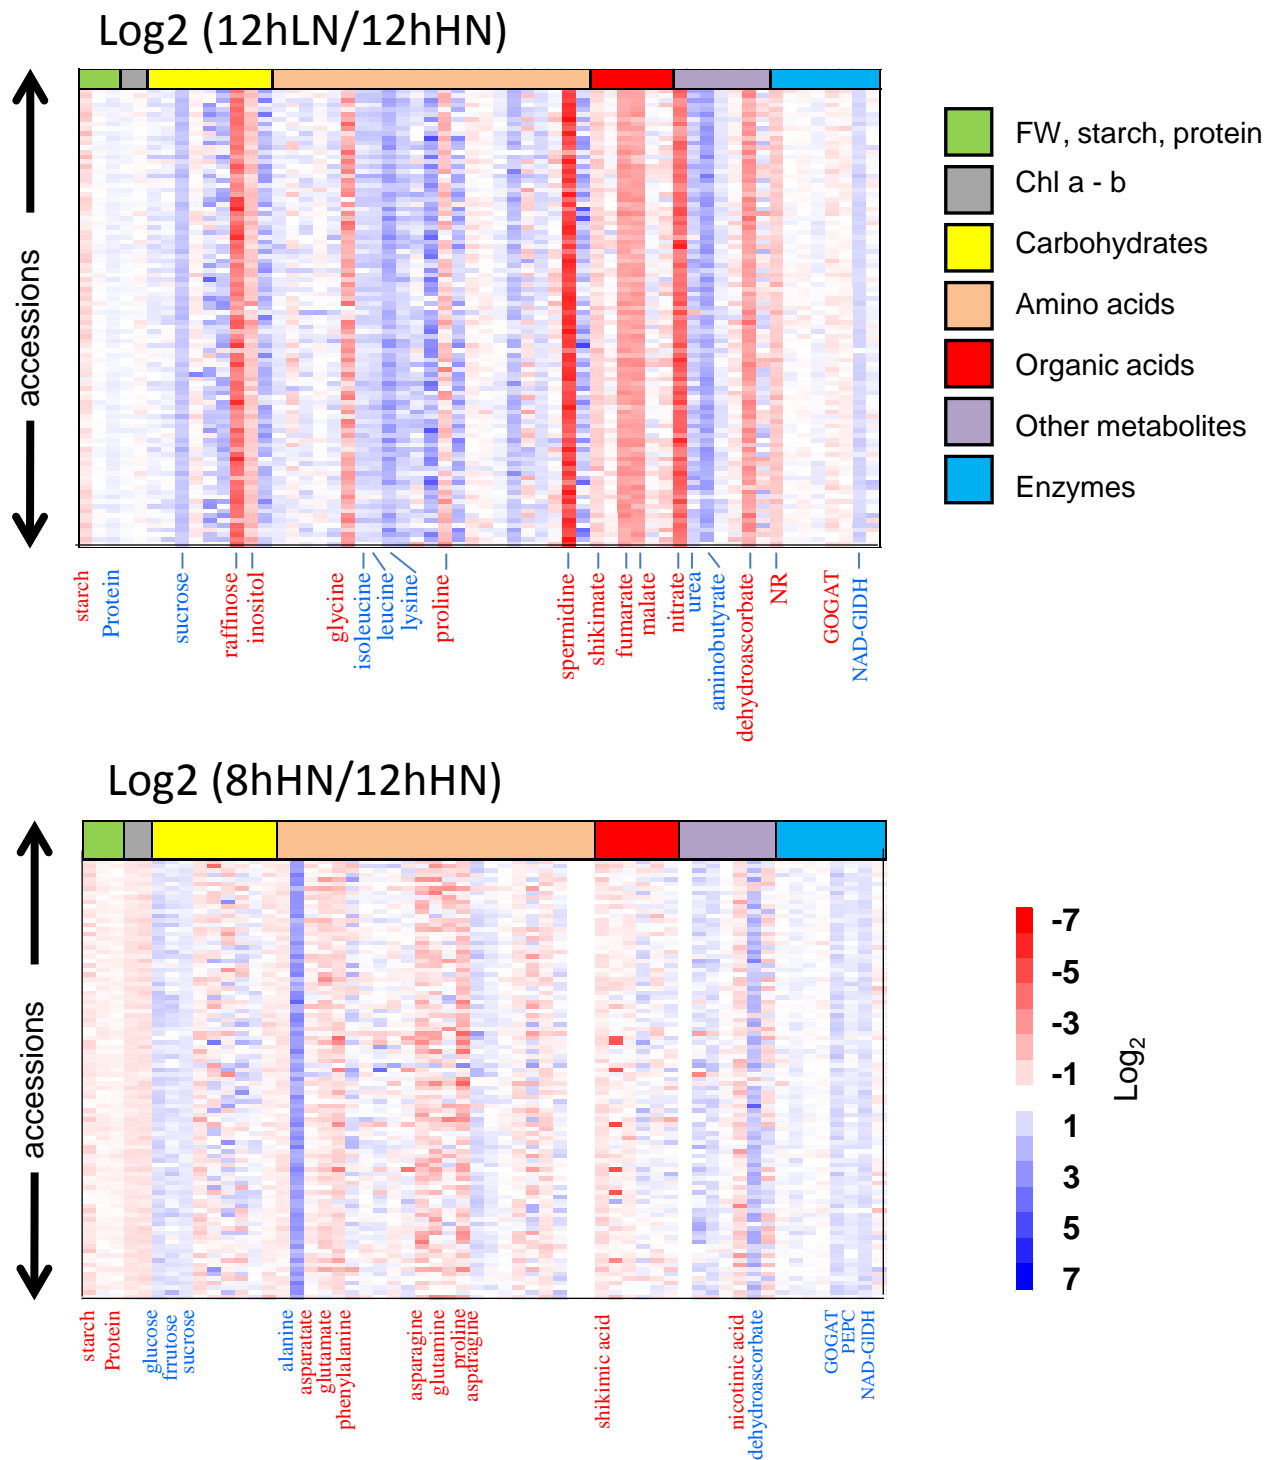 Log2 (12hLN/12hHN)
accessions
FW, starch, protein
Chl a - b
Carbohydrates
Amino acids
Organic acids
Other metabolites
Enzymes
starch
Protein
sucrose
raffinose
inositol
glycine
isoleucine
leucine
lysine
proline
spermidine
shikimate
fumarate
malate
nitrate
urea
aminobutyrate
dehydroascorbate
NR
GOGAT
NAD-GlDH
Log2 (8hHN/12hHN)
accessions
-7
-5
-3
-1
1
3
5
7
Log2
starch
Protein
glucose
frrutose
sucrose
alanine
asparatate
glutamate
phenylalanine
asparagine
glutamine
proline
asparagine
shikimic acid
nicotinic acid
dehydroascorbate
GOGAT
PEPC
NAD-GlDH